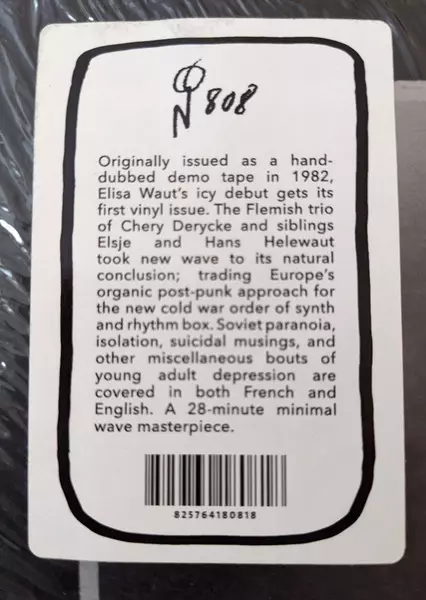 N 808
Originally issued as a hand-
dubbed demo tape in 1982,
Elisa Waut's icy debut gets its
first vinyl issue. The Flemish trio
of Chery Derycke and siblings
Elsje and Hans Helewaut
took new wave to its natural
conclusion; trading Europe's
organic post-punk approach for
the new cold war order of synth
and rhythm box. Soviet paranoia,
isolation, suicidal musings, and
other miscellaneous bouts of
young adult depression are
covered in both French and
English. A 28-minute minimal
wave masterpiece.
825764180818